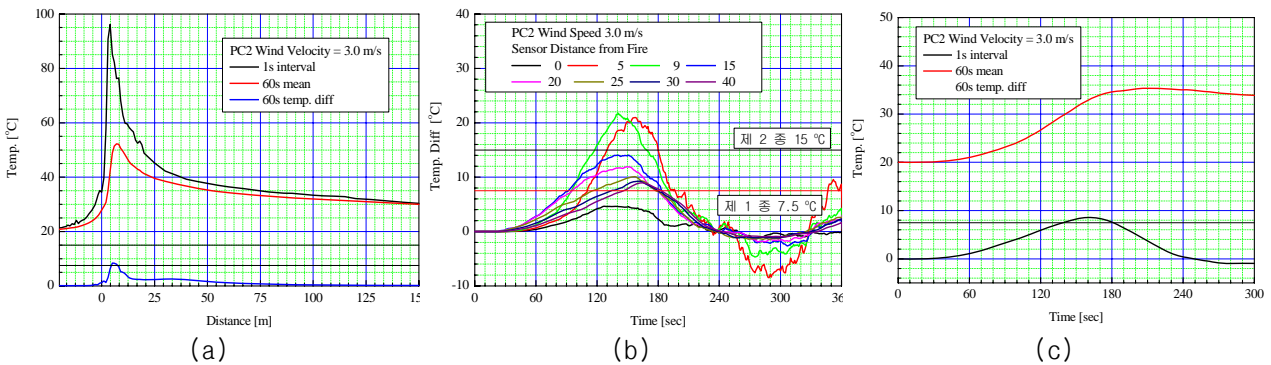 Temp. [°C]
100
80
60
40
20
0
PC2 Wind Velocity = 3.0 m/s
1s interval
60s mean
60s temp. diff
0 25 50 75 100 125 150
Distance [m]
(a)
Temp. Diff [°C]
40
30
20
10
0
-10
PC2 Wind Speed 3.0 m/s
Sensor Distance from Fire
0 5 9 15
20 25 30 40
제 2 종 15 ℃
제 1 종 7.5 ℃
0 60 120 180 240 300 360
Time [sec]
(b)
Temp. [°C]
50
40
30
20
10
0
PC2 Wind Velocity = 3.0 m/s
1s interval
60s mean
60s temp. diff
0 60 120 180 240 300
Time [sec]
(c)